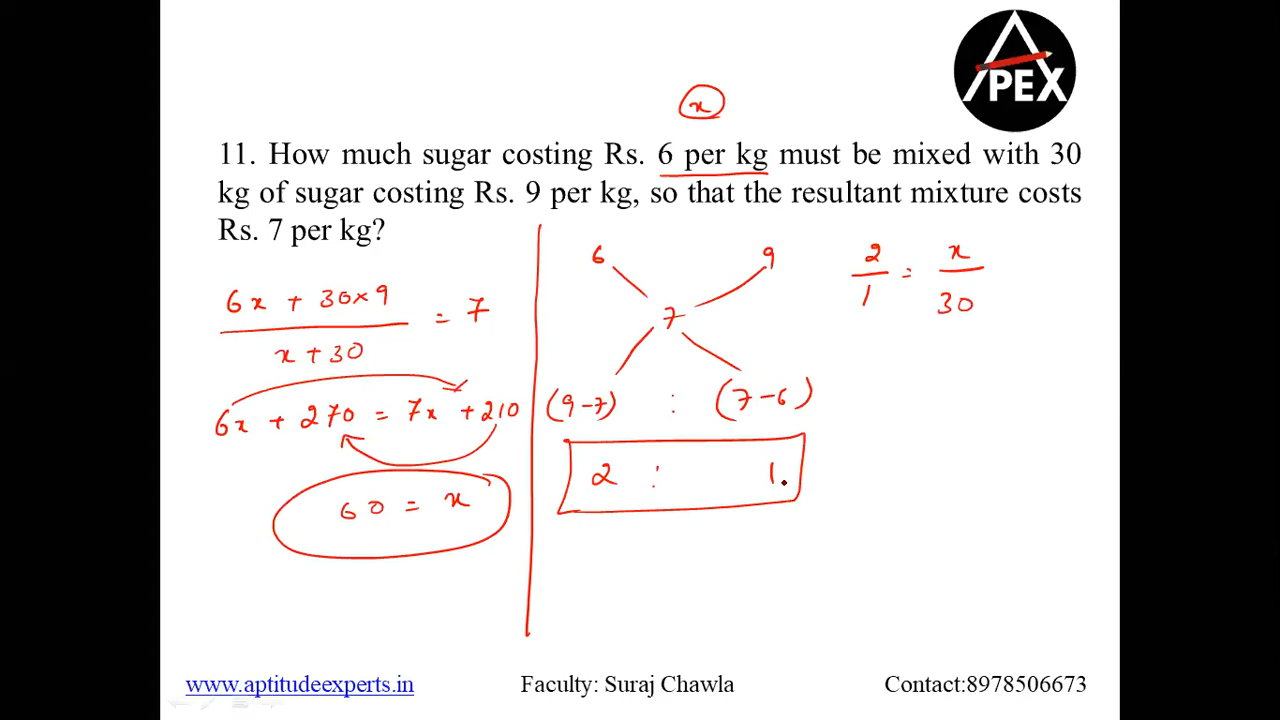 APEX
x
11. How much sugar costing Rs. 6 per kg must be mixed with 30
kg of sugar costing Rs. 9 per kg, so that the resultant mixture costs
Rs. 7 per kg?
6x + 30×9
x + 30
= 7
6x + 270 = 7x + 210
60 = x
6 9
7
(9-7) : (7-6)
2 : 1
2/1 = x/30
www.aptitudeexperts.in Faculty: Suraj Chawla Contact:8978506673